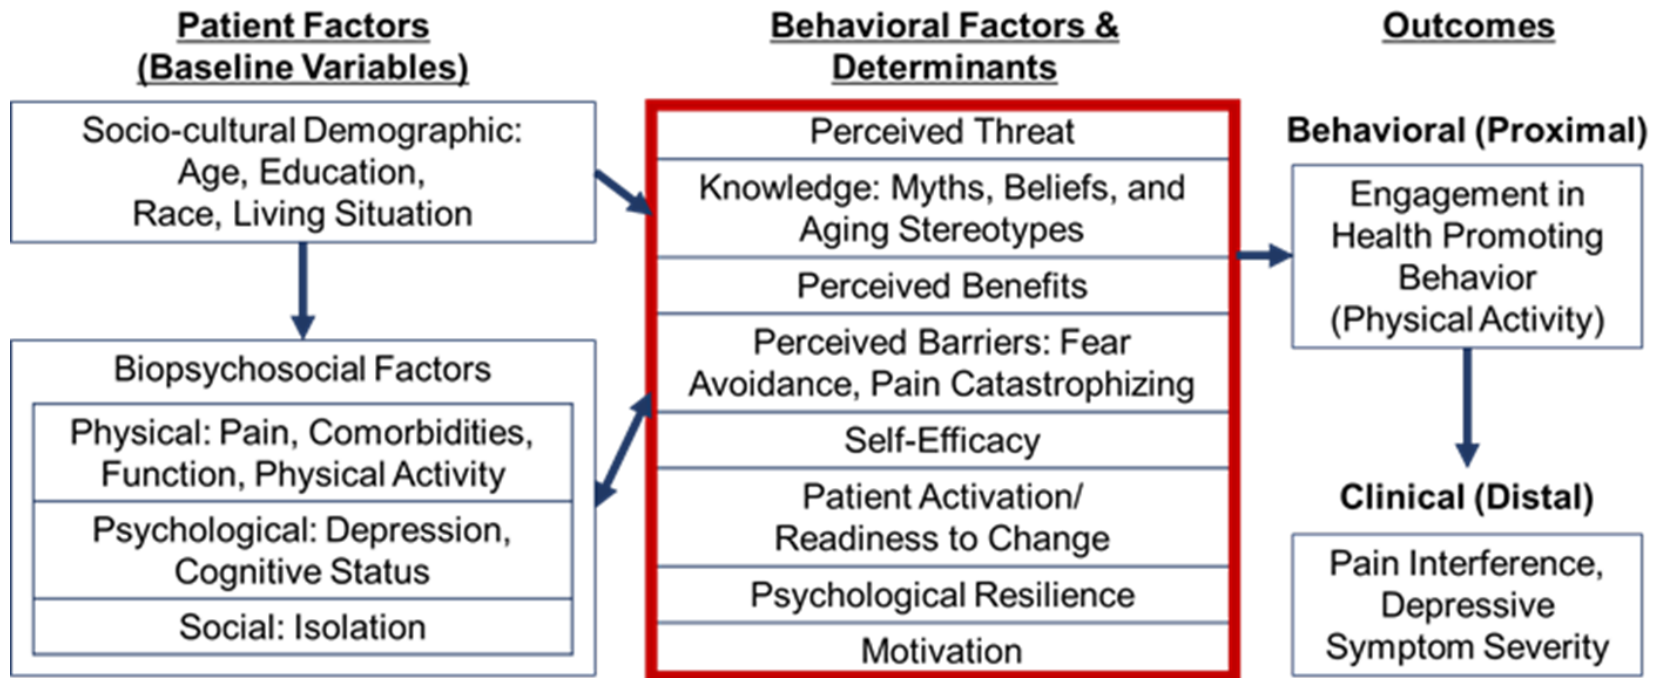 Patient Factors
(Baseline Variables)
Socio-cultural Demographic:
Age, Education,
Race, Living Situation
Biopsychosocial Factors
Physical: Pain, Comorbidities,
Function, Physical Activity
Psychological: Depression,
Cognitive Status
Social: Isolation
Behavioral Factors &
Determinants
Perceived Threat
Knowledge: Myths, Beliefs, and
Aging Stereotypes
Perceived Benefits
Perceived Barriers: Fear
Avoidance, Pain Catastrophizing
Self-Efficacy
Patient Activation/
Readiness to Change
Psychological Resilience
Motivation
Outcomes
Behavioral (Proximal)
Engagement in
Health Promoting
Behavior
(Physical Activity)
Clinical (Distal)
Pain Interference,
Depressive
Symptom Severity